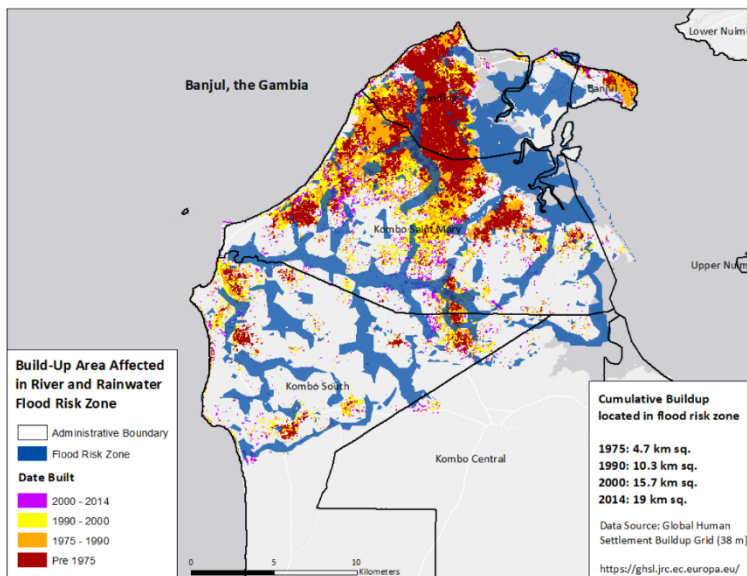 Lower Nuimi
Banjul, the Gambia
Banjul
Kombo Saint Mary
Upper Nuimi
Build-Up Area Affected
in River and Rainwater
Flood Risk Zone
Administrative Boundary
Flood Risk Zone
Date Built
2000 - 2014
1990 - 2000
1975 - 1990
Pre 1975
Kombo South
Kombo Central
0 5 10
Kilometers
Cumulative Buildup
located in flood risk zone
1975: 4.7 km sq.
1990: 10.3 km sq.
2000: 15.7 km sq.
2014: 19 km sq.
Data Source: Global Human
Settlement Buildup Grid (38 m)
https://ghsl.jrc.ec.europa.eu/